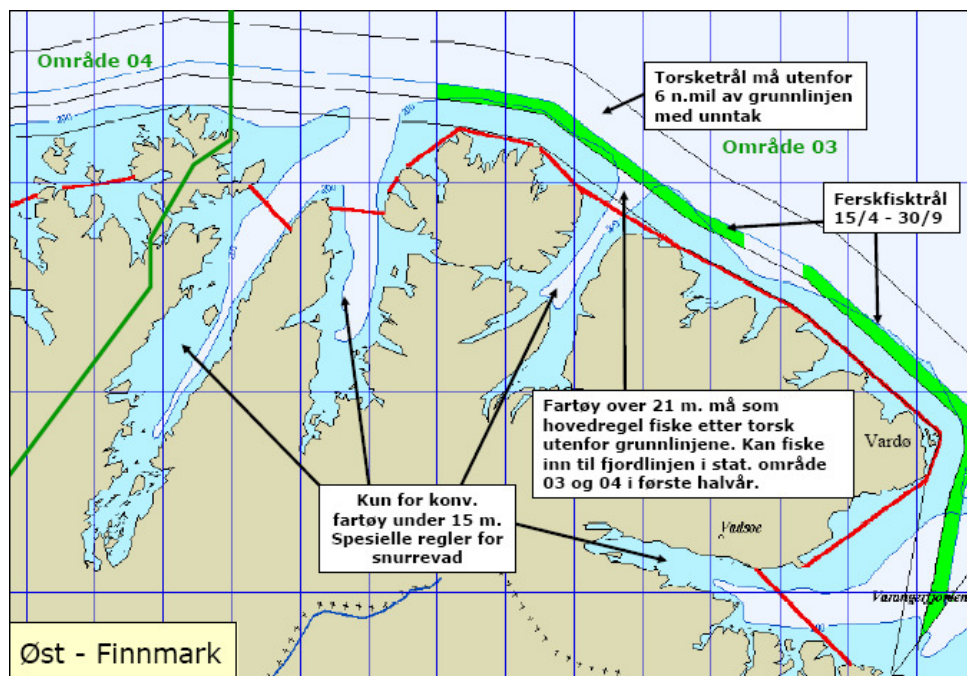 Område 04
Torsketrål må utenfor
6 n.mil av grunnlinjen
med unntak
Område 03
Ferskfisktrål
15/4 - 30/9
Fartøy over 21 m. må som
hovedregel fiske etter torsk
utenfor grunnlinjene. Kan fiske
inn til fjordlinjen i stat. område
03 og 04 i første halvår.
Vardø
Kun for konv.
fartøy under 15 m.
Spesielle regler for
snurrevad
Vadsoe
Varangerfjorden
Øst - Finnmark